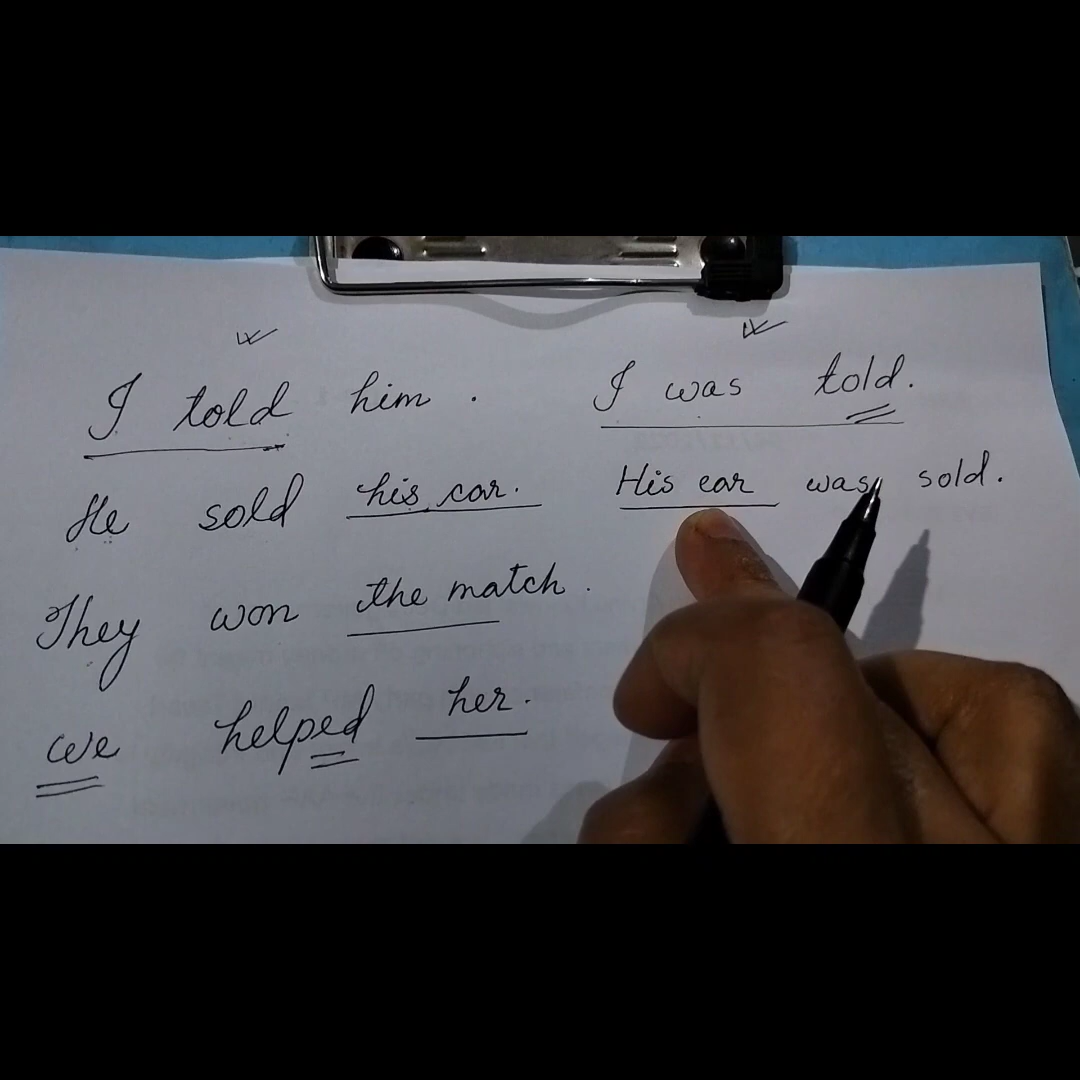 I told him. I was told.
He sold his car. His car was sold.
They won the match.
we helped her.